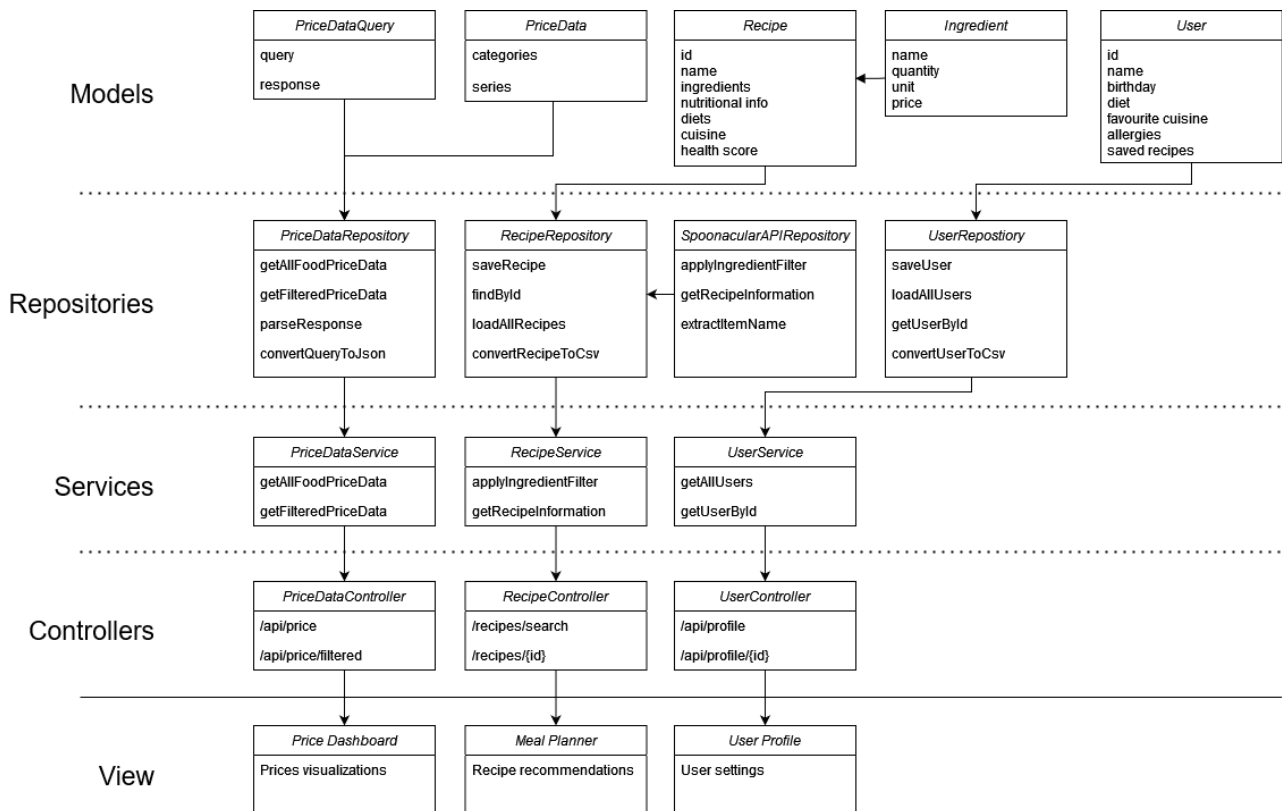 Models
PriceDataQuery
query
response
PriceData
categories
series
Recipe
id
name
ingredients
nutritional info
diets
cuisine
health score
Ingredient
name
quantity
unit
price
User
id
name
birthday
diet
favourite cuisine
allergies
saved recipes
Repositories
PriceDataRepository
getAllFoodPriceData
getFilteredPriceData
parseResponse
convertQueryToJson
RecipeRepository
saveRecipe
findById
loadAllRecipes
convertRecipeToCsv
SpoonacularAPIRepository
applyIngredientFilter
getRecipeInformation
extractItemName
UserRepostiory
saveUser
loadAllUsers
getUserById
convertUserToCsv
Services
PriceDataService
getAllFoodPriceData
getFilteredPriceData
RecipeService
applyIngredientFilter
getRecipeInformation
UserService
getAllUsers
getUserById
Controllers
PriceDataController
/api/price
/api/price/filtered
RecipeController
/recipes/search
/recipes/{id}
UserController
/api/profile
/api/profile/{id}
View
Price Dashboard
Prices visualizations
Meal Planner
Recipe recommendations
User Profile
User settings